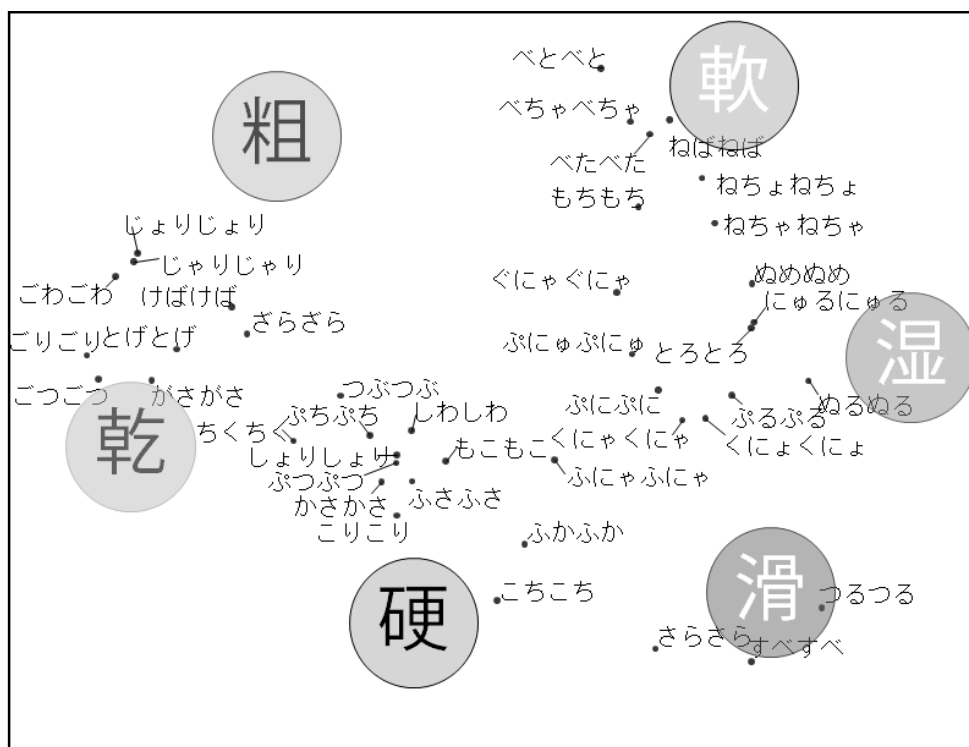 べとべと
軟
べちゃべちゃ
粗
ねばねば
べたべた
ねちょねちょ
もちもち
じょりじょり
ねちゃねちゃ
じゃりじゃり
ぐにゃぐにゃ
ぬめぬめ
ごわごわ
けばけば
にゅるにゅる
ざらざら
ごりごり
とげとげ
ぷにゅぷにゅ
とろとろ
湿
ごつごつ
がさがさ
つぶつぶ
ぷにぷに
ぷるぷる
ぬるぬる
ぷちぷち
しわしわ
乾
ちくちく
くにゃくにゃ
くにょくにょ
しょりしょり
もこもこ
ぷつぷつ
ふにゃふにゃ
かさかさ
ふさふさ
こりこり
ふかふか
硬
こちこち
滑
つるつる
さらさら
すべすべ